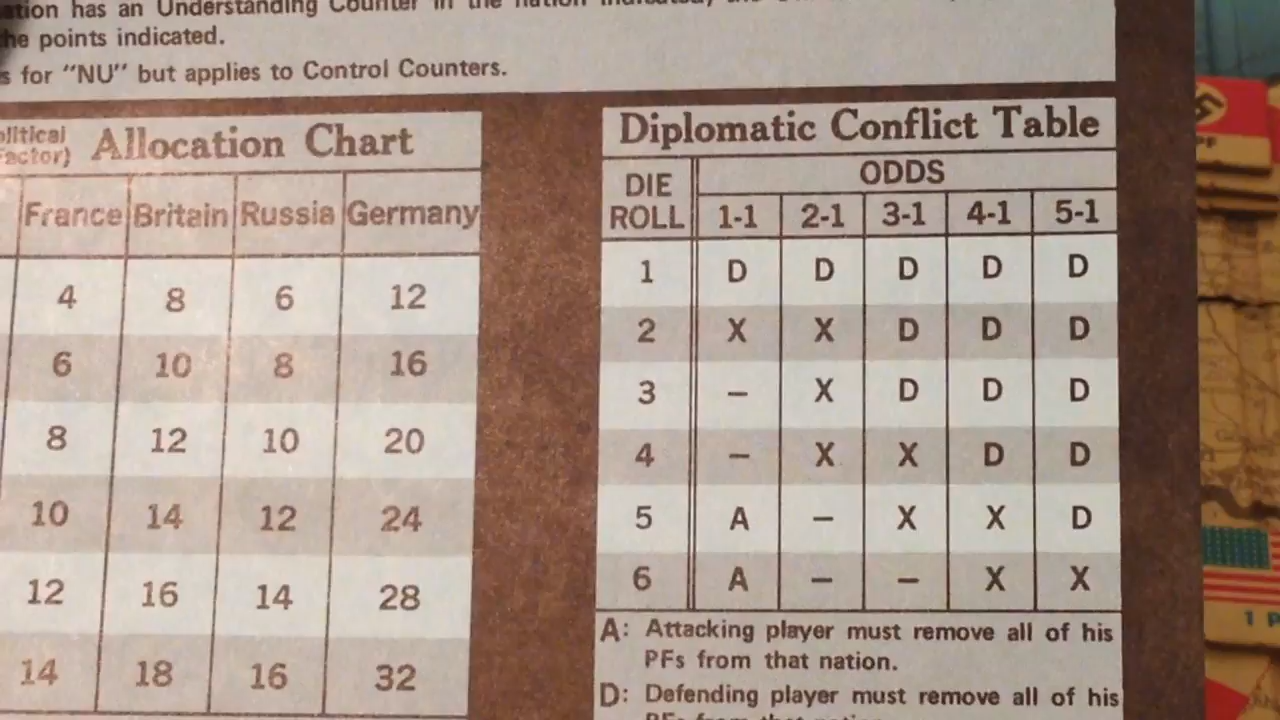 has an Understanding Counter in the nation
the points indicated.
for "NU" but applies to Control Counters.
Allocation Chart
France Britain Russia Germany
4 8 6 12
6 10 8 16
8 12 10 20
10 14 12 24
12 16 14 28
14 18 16 32
Diplomatic Conflict Table
DIE ROLL
ODDS
1-1 2-1 3-1 4-1 5-1
1 D D D D D
2 X X D D D
3 – X D D D
4 – X X D D
5 A – X X D
6 A – – X X
A: Attacking player must remove all of his
PFs from that nation.
D: Defending player must remove all of his
PF
1